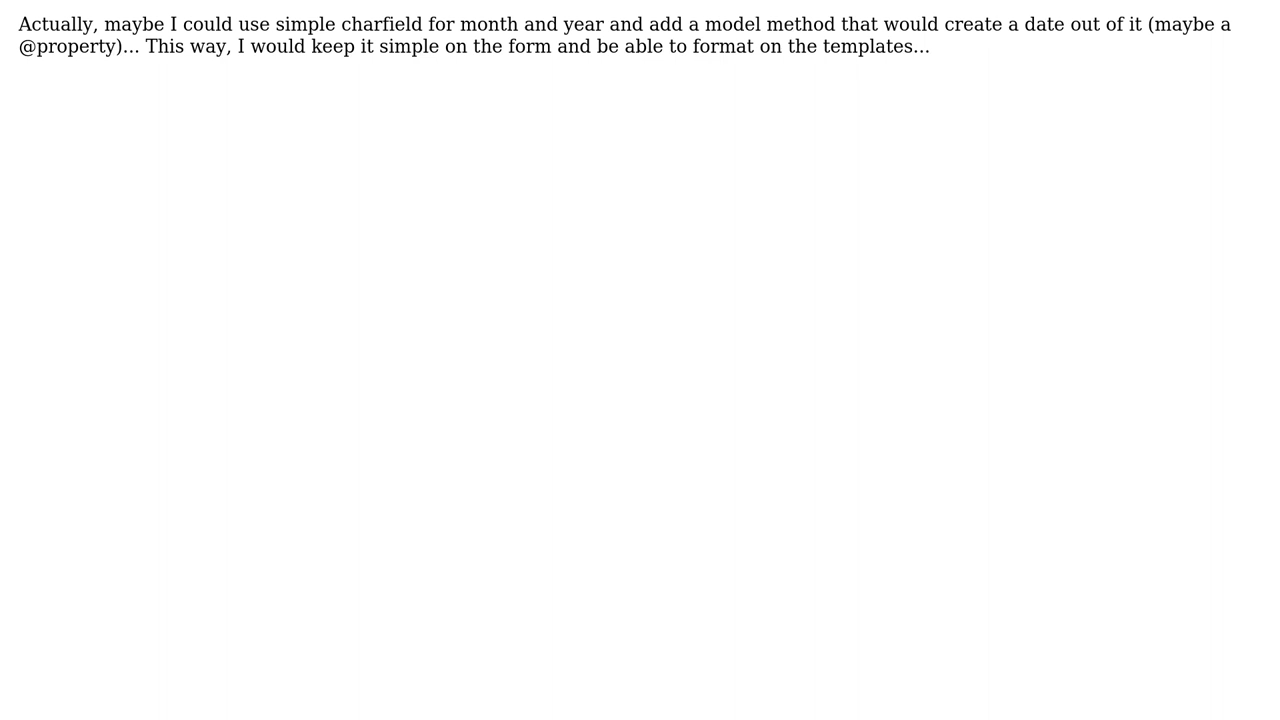 Actually, maybe I could use simple charfield for month and year and add a model method that would create a date out of it (maybe a
@property)... This way, I would keep it simple on the form and be able to format on the templates...